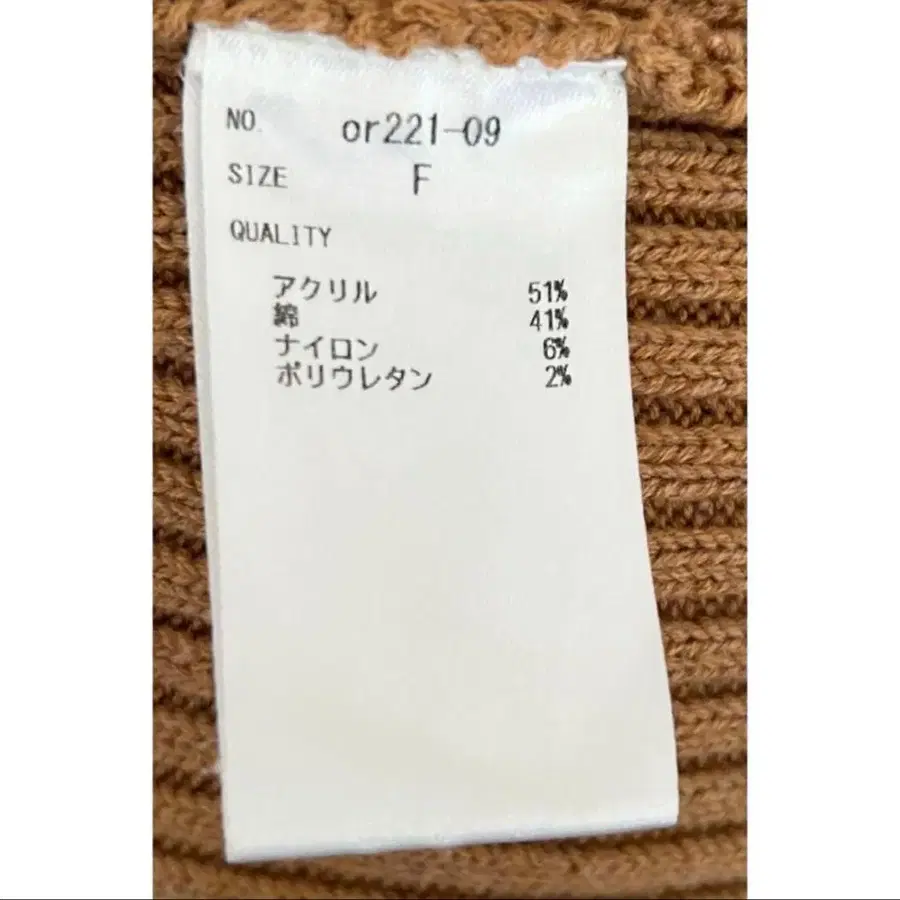 NO. or221-09
SIZE F
QUALITY
アクリル 51%
綿 41%
ナイロン 6%
ポリウレタン 2%